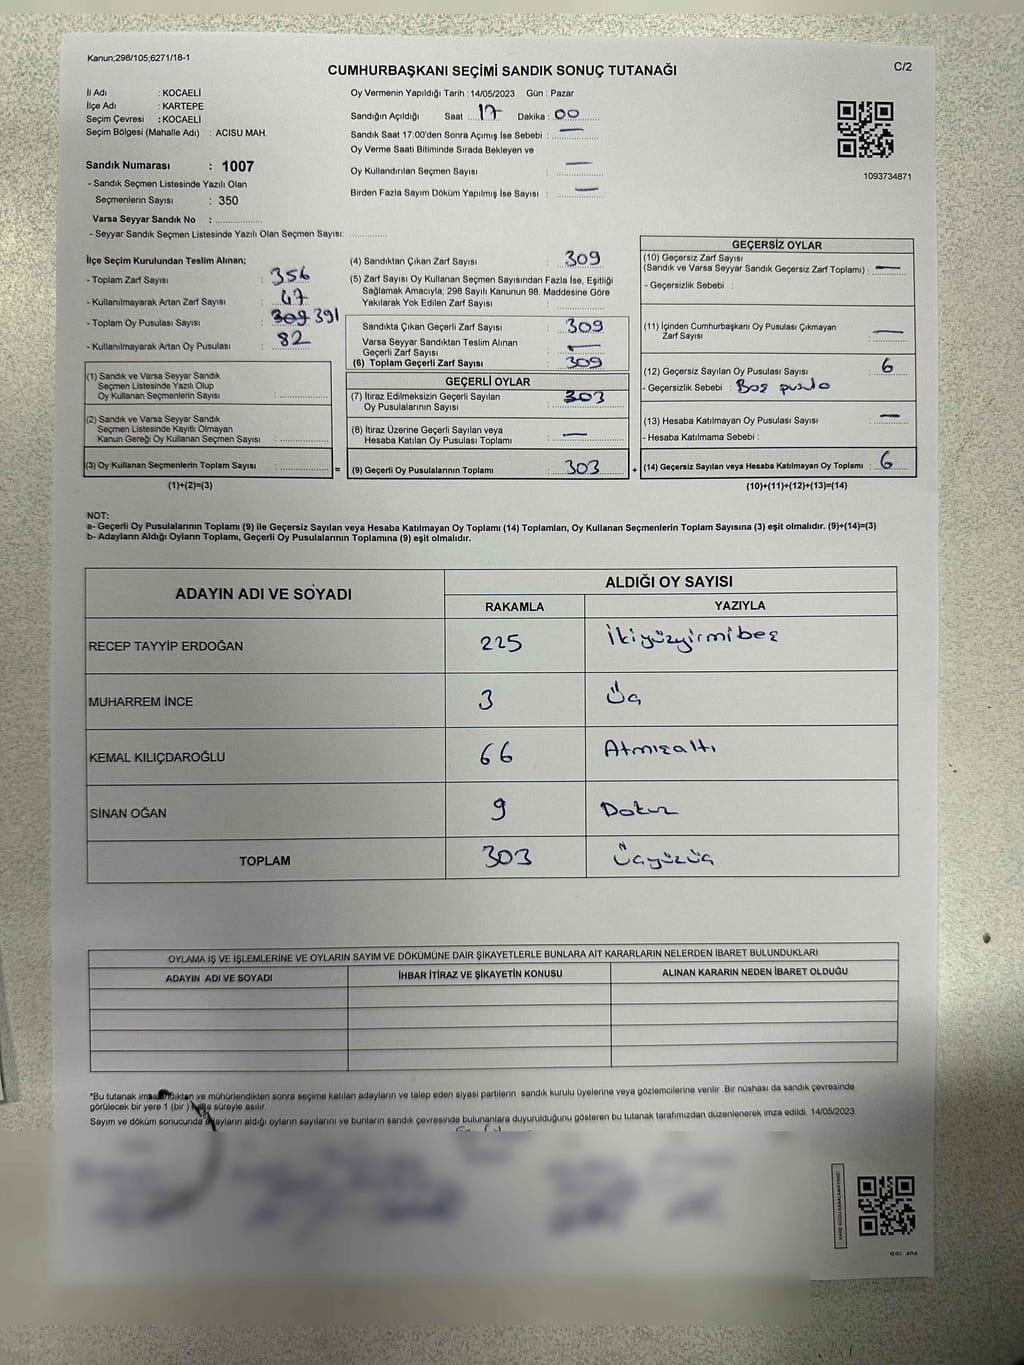 Kanun;298/105,6271/18-1
CUMHURBAŞKANI SEÇİMİ SANDIK SONUÇ TUTANAĞI
C/2
İl Adı : KOCAELİ
İlçe Adı : KARTEPE
Seçim Çevresi : KOCAELİ
Seçim Bölgesi (Mahalle Adı) : ACISU MAH.
Sandık Numarası : 1007
- Sandık Seçmen Listesinde Yazılı Olan
Seçmenlerin Sayısı : 350
Varsa Seyyar Sandık No : ..................
- Seyyar Sandık Seçmen Listesinde Yazılı Olan Seçmen Sayısı: .............
Oy Vermenin Yapıldığı Tarih : 14/05/2023 Gün : Pazar
Sandığın Açıldığı Saat : 17 Dakika : 00
Sandık Saat 17:00'den Sonra Açımış İse Sebebi : —
Oy Verme Saati Bitiminde Sırada Bekleyen ve
Oy Kullandırılan Seçmen Sayısı : —
Birden Fazla Sayım Döküm Yapılmış İse Sayısı : —
1093734871
İlçe Seçim Kurulundan Teslim Alınan;
- Toplam Zarf Sayısı : 356
- Kullanılmayarak Artan Zarf Sayısı : 47
- Toplam Oy Pusulası Sayısı : 309 391
- Kullanılmayarak Artan Oy Pusulası : 82
(1) Sandık ve Varsa Seyyar Sandık
Seçmen Listesinde Yazılı Olup
Oy Kullanan Seçmenlerin Sayısı : ..............
(2) Sandık ve Varsa Seyyar Sandık
Seçmen Listesinde Kayıtlı Olmayan
Kanun Gereği Oy Kullanan Seçmen Sayısı : ..............
(3) Oy Kullanan Seçmenlerin Toplam Sayısı : ..............
(1)+(2)=(3)
(4) Sandıktan Çıkan Zarf Sayısı : 309
(5) Zarf Sayısı Oy Kullanan Seçmen Sayısından Fazla İse, Eşitliği
Sağlamak Amacıyla, 298 Sayılı Kanunun 98. Maddesine Göre
Yakılarak Yok Edilen Zarf Sayısı : ..............
Sandıkta Çıkan Geçerli Zarf Sayısı : 309
Varsa Seyyar Sandıktan Teslim Alınan
Geçerli Zarf Sayısı : —
(6) Toplam Geçerli Zarf Sayısı : 309
GEÇERLİ OYLAR
(7) İtiraz Edilmeksizin Geçerli Sayılan
Oy Pusulalarının Sayısı : 303
(8) İtiraz Üzerine Geçerli Sayılan veya
Hesaba Katılan Oy Pusulası Toplamı : —
= (9) Geçerli Oy Pusulalarının Toplamı : 303 +
GEÇERSİZ OYLAR
(10) Geçersiz Zarf Sayısı
(Sandık ve Varsa Seyyar Sandık Geçersiz Zarf Toplamı) : —
- Geçersizlik Sebebi :
(11) İçinden Cumhurbaşkanı Oy Pusulası Çıkmayan
Zarf Sayısı : —
(12) Geçersiz Sayılan Oy Pusulası Sayısı : 6
- Geçersizlik Sebebi : Boş pusula
(13) Hesaba Katılmayan Oy Pusulası Sayısı : —
- Hesaba Katılmama Sebebi :
(14) Geçersiz Sayılan veya Hesaba Katılmayan Oy Toplamı : 6
(10)+(11)+(12)+(13)=(14)
NOT:
a- Geçerli Oy Pusulalarının Toplamı (9) ile Geçersiz Sayılan veya Hesaba Katılmayan Oy Toplamı (14) Toplamları, Oy Kullanan Seçmenlerin Toplam Sayısına (3) eşit olmalıdır. (9)+(14)=(3)
b- Adayların Aldığı Oyların Toplamı, Geçerli Oy Pusulalarının Toplamına (9) eşit olmalıdır.
ADAYIN ADI VE SOYADI
ALDIĞI OY SAYISI
RAKAMLA YAZIYLA
RECEP TAYYİP ERDOĞAN 225 İkiyüzyirmibeş
MUHARREM İNCE 3 Üç
KEMAL KILIÇDAROĞLU 66 Atmışaltı
SİNAN OĞAN 9 Dokuz
TOPLAM 303 Üçyüzüç
OYLAMA İŞ VE İŞLEMLERİNE VE OYLARIN SAYIM VE DÖKÜMÜNE DAİR ŞİKAYETLERLE BUNLARA AİT KARARLARIN NELERDEN İBARET BULUNDUKLARI
ADAYIN ADI VE SOYADI İHBAR İTİRAZ VE ŞİKAYETİN KONUSU ALINAN KARARIN NEDEN İBARET OLDUĞU
*Bu tutanak ve mühürlendikten sonra seçime katılan adayların ve talep eden siyasi partilerin sandık kurulu üyelerine veya gözlemcilerine verilir .Bir nüshası da sandık çevresinde
görülecek bir yere 1 (bir ) süreyle asılır.
Sayım ve döküm sonucunda adayların aldığı oyların sayılarını ve bunların sandık çevresinde bulunanlara duyurulduğunu gösteren bu tutanak tarafımızdan düzenlenerek imza edildi. 14/05/2023